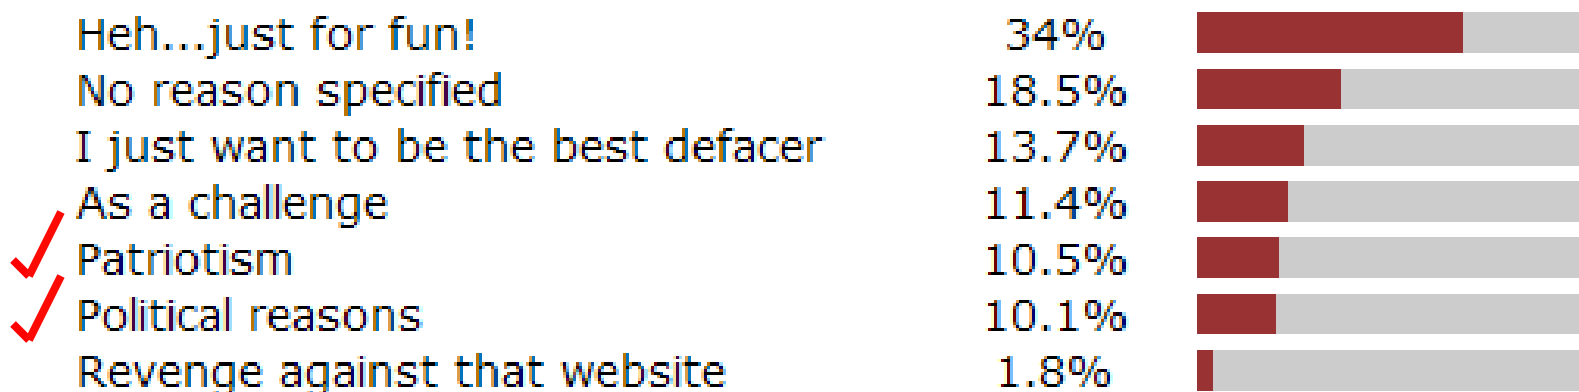 Heh...just for fun! 34%
No reason specified 18.5%
I just want to be the best defacer 13.7%
As a challenge 11.4%
Patriotism 10.5%
Political reasons 10.1%
Revenge against that website 1.8%